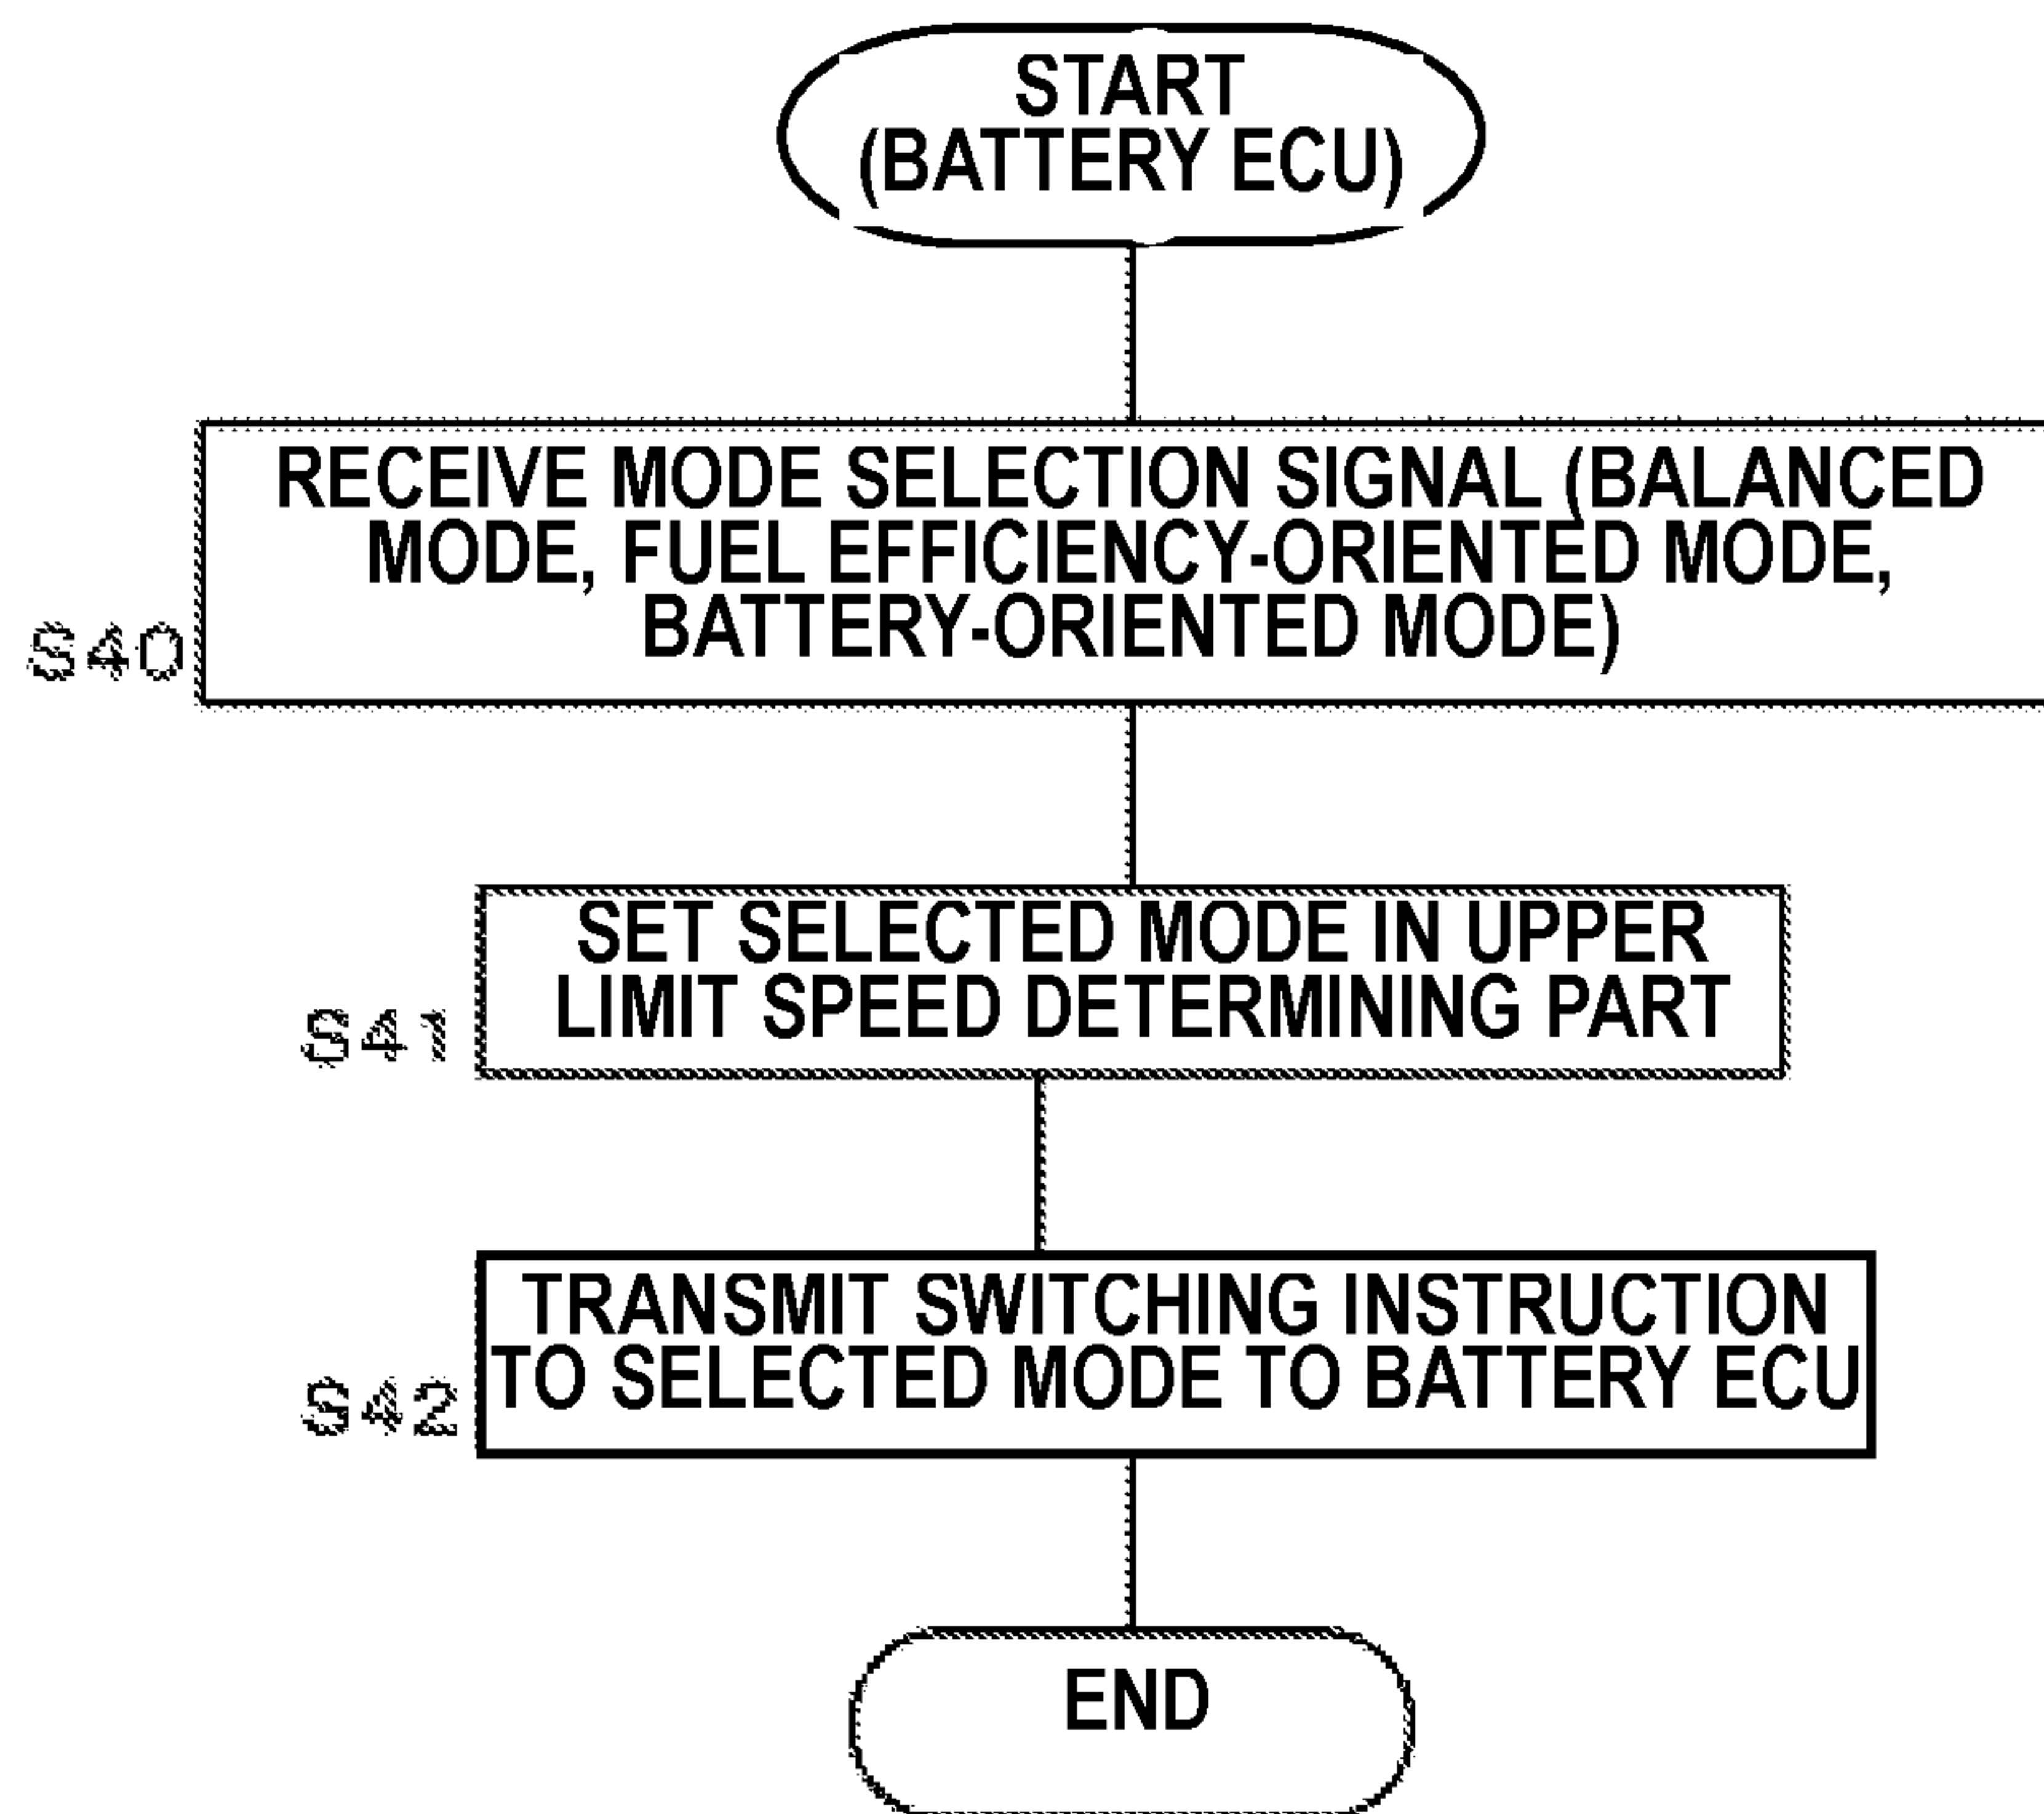 START
(BATTERY ECU)
RECEIVE MODE SELECTION SIGNAL (BALANCED
MODE, FUEL EFFICIENCY-ORIENTED MODE,
BATTERY-ORIENTED MODE)
S40
SET SELECTED MODE IN UPPER
LIMIT SPEED DETERMINING PART
S41
TRANSMIT SWITCHING INSTRUCTION
TO SELECTED MODE TO BATTERY ECU
S42
END